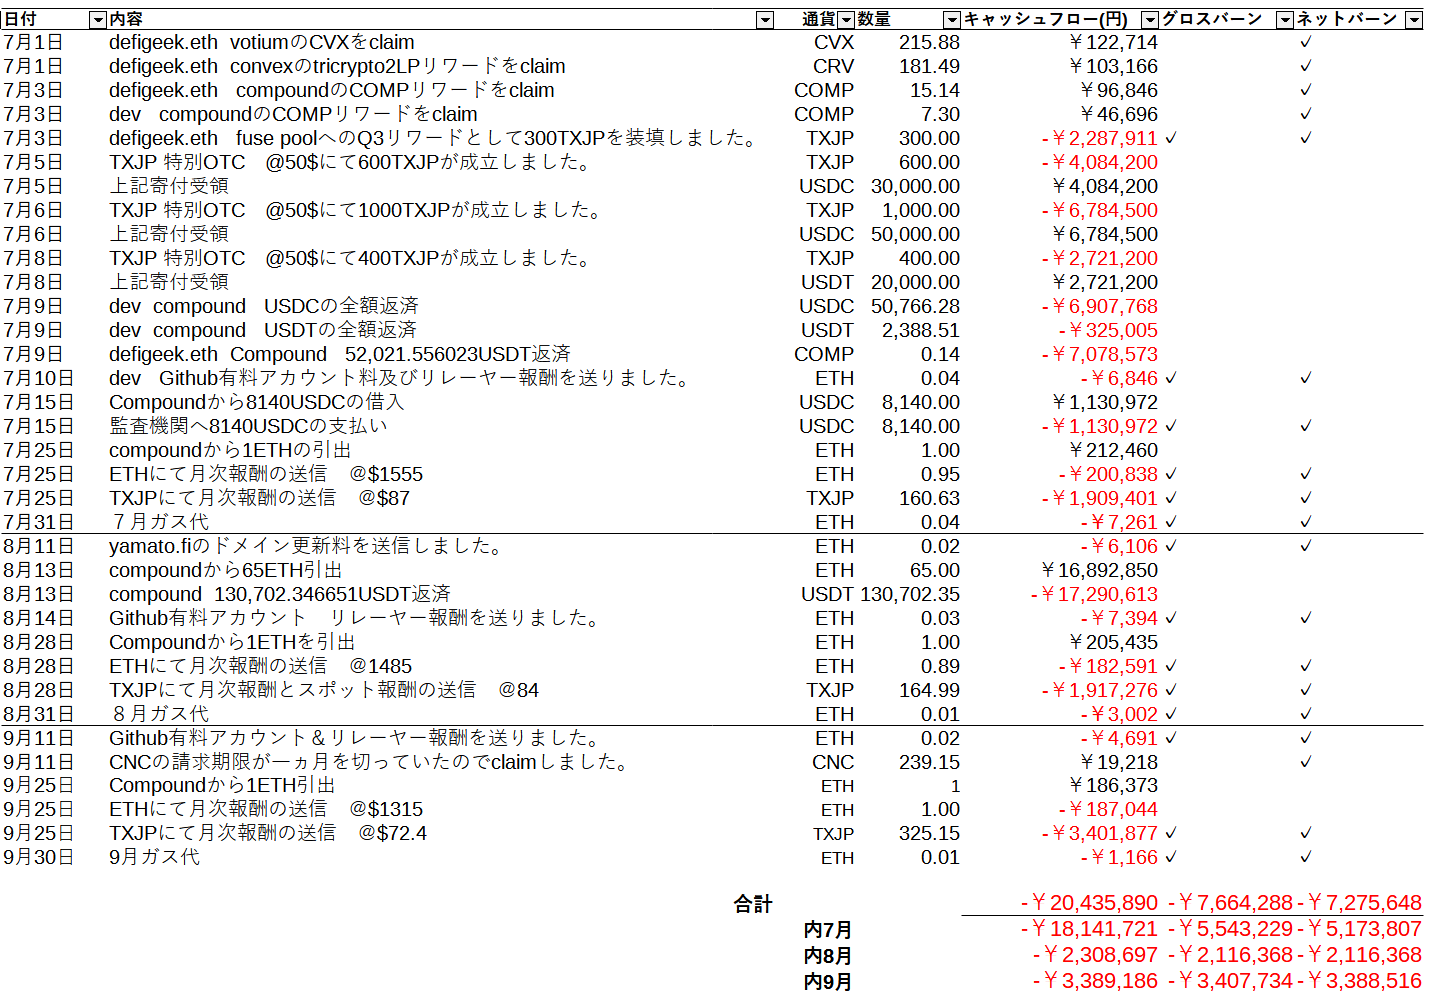 日付 内容 通貨 数量 キャッシュフロー(円) グロスバーン ネットバーン
7月1日 defigeek.eth votiumのCVXをclaim CVX 215.88 ￥122,714 ✓
7月1日 defigeek.eth convexのtricrypto2LPリワードをclaim CRV 181.49 ￥103,166 ✓
7月3日 defigeek.eth　compoundのCOMPリワードをclaim COMP 15.14 ￥96,846 ✓
7月3日 dev　compoundのCOMPリワードをclaim COMP 7.30 ￥46,696 ✓
7月3日 defigeek.eth　fuse poolへのQ3リワードとして300TXJPを装填しました。 TXJP 300.00 -￥2,287,911 ✓ ✓
7月5日 TXJP 特別OTC　@50$にて600TXJPが成立しました。 TXJP 600.00 -￥4,084,200
7月5日 上記寄付受領 USDC 30,000.00 ￥4,084,200
7月6日 TXJP 特別OTC　@50$にて1000TXJPが成立しました。 TXJP 1,000.00 -￥6,784,500
7月6日 上記寄付受領 USDC 50,000.00 ￥6,784,500
7月8日 TXJP 特別OTC　@50$にて400TXJPが成立しました。 TXJP 400.00 -￥2,721,200
7月8日 上記寄付受領 USDT 20,000.00 ￥2,721,200
7月9日 dev compound　USDCの全額返済 USDC 50,766.28 -￥6,907,768
7月9日 dev compound　USDTの全額返済 USDT 2,388.51 -￥325,005
7月9日 defigeek.eth Compound　52,021.556023USDT返済 COMP 0.14 -￥7,078,573
7月10日 dev　Github有料アカウント料及びリレーヤー報酬を送りました。 ETH 0.04 -￥6,846 ✓ ✓
7月15日 Compoundから8140USDCの借入 USDC 8,140.00 ￥1,130,972
7月15日 監査機関へ8140USDCの支払い USDC 8,140.00 -￥1,130,972 ✓ ✓
7月25日 compoundから1ETHの引出 ETH 1.00 ￥212,460
7月25日 ETHにて月次報酬の送信　@$1555 ETH 0.95 -￥200,838 ✓ ✓
7月25日 TXJPにて月次報酬の送信　@$87 TXJP 160.63 -￥1,909,401 ✓ ✓
7月31日 ７月ガス代 ETH 0.04 -￥7,261 ✓ ✓
8月11日 yamato.fiのドメイン更新料を送信しました。 ETH 0.02 -￥6,106 ✓ ✓
8月13日 compoundから65ETH引出 ETH 65.00 ￥16,892,850
8月13日 compound 130,702.346651USDT返済 USDT 130,702.35 -￥17,290,613
8月14日 Github有料アカウント　リレーヤー報酬を送りました。 ETH 0.03 -￥7,394 ✓ ✓
8月28日 Compoundから1ETHを引出 ETH 1.00 ￥205,435
8月28日 ETHにて月次報酬の送信　@1485 ETH 0.89 -￥182,591 ✓ ✓
8月28日 TXJPにて月次報酬とスポット報酬の送信　@84 TXJP 164.99 -￥1,917,276 ✓ ✓
8月31日 ８月ガス代 ETH 0.01 -￥3,002 ✓ ✓
9月11日 Github有料アカウント＆リレーヤー報酬を送りました。 ETH 0.02 -￥4,691 ✓ ✓
9月11日 CNCの請求期限が一ヵ月を切っていたのでclaimしました。 CNC 239.15 ￥19,218 ✓
9月25日 Compoundから1ETH引出 ETH 1 ￥186,373
9月25日 ETHにて月次報酬の送信　@$1315 ETH 1.00 -￥187,044
9月25日 TXJPにて月次報酬の送信　@$72.4 TXJP 325.15 -￥3,401,877 ✓ ✓
9月30日 9月ガス代 ETH 0.01 -￥1,166 ✓ ✓
合計 -￥20,435,890 -￥7,664,288 -￥7,275,648
内7月 -￥18,141,721 -￥5,543,229 -￥5,173,807
内8月 -￥2,308,697 -￥2,116,368 -￥2,116,368
内9月 -￥3,389,186 -￥3,407,734 -￥3,388,516